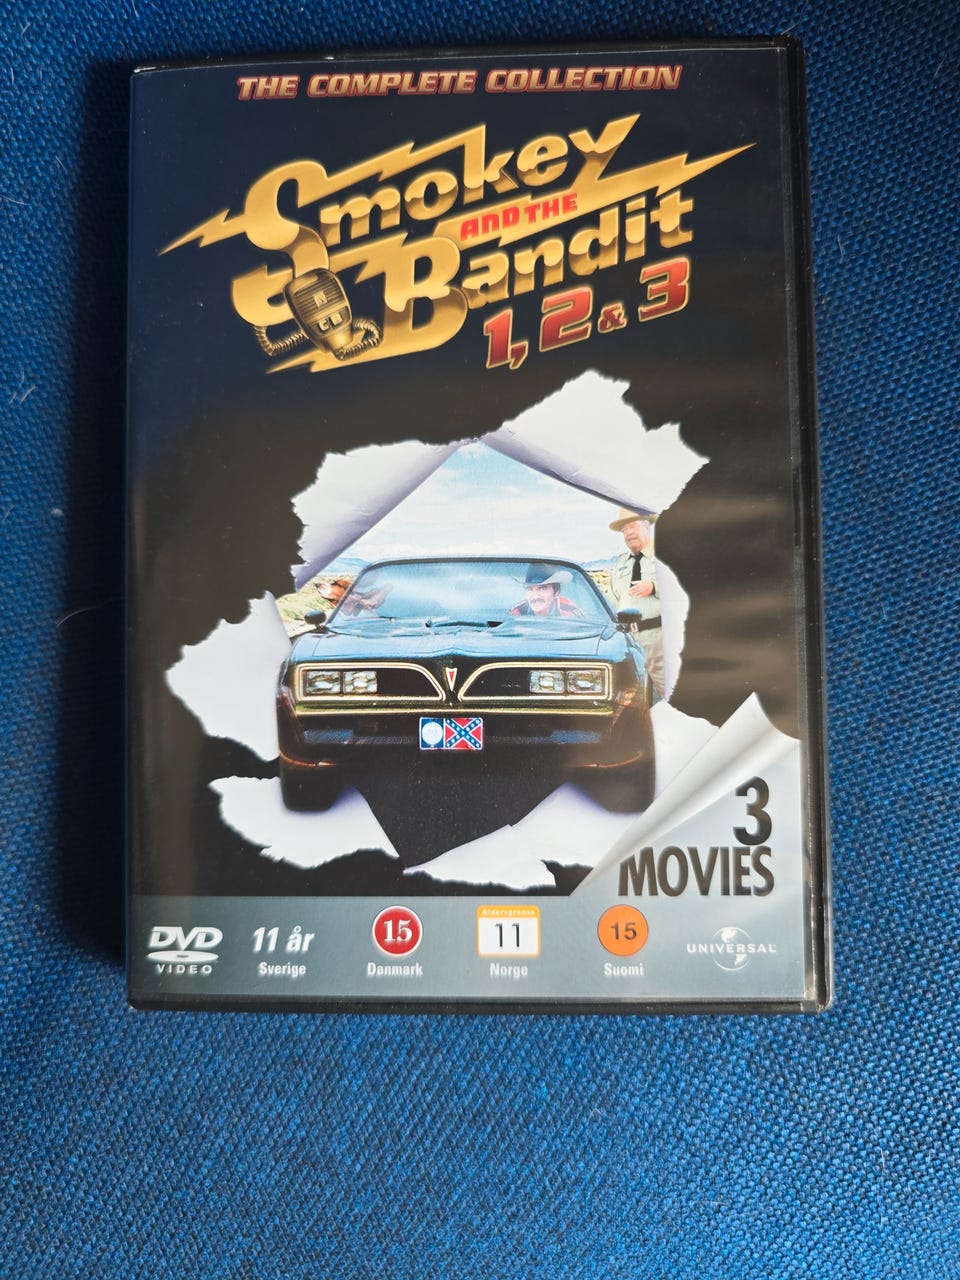 THE COMPLETE COLLECTION
Smokey
AND THE
Bandit
1, 2 & 3
3
MOVIES
DVD
VIDEO
11 år
Sverige
15
Danmark
Aldersgrense
11
Norge
15
Suomi
UNIVERSAL